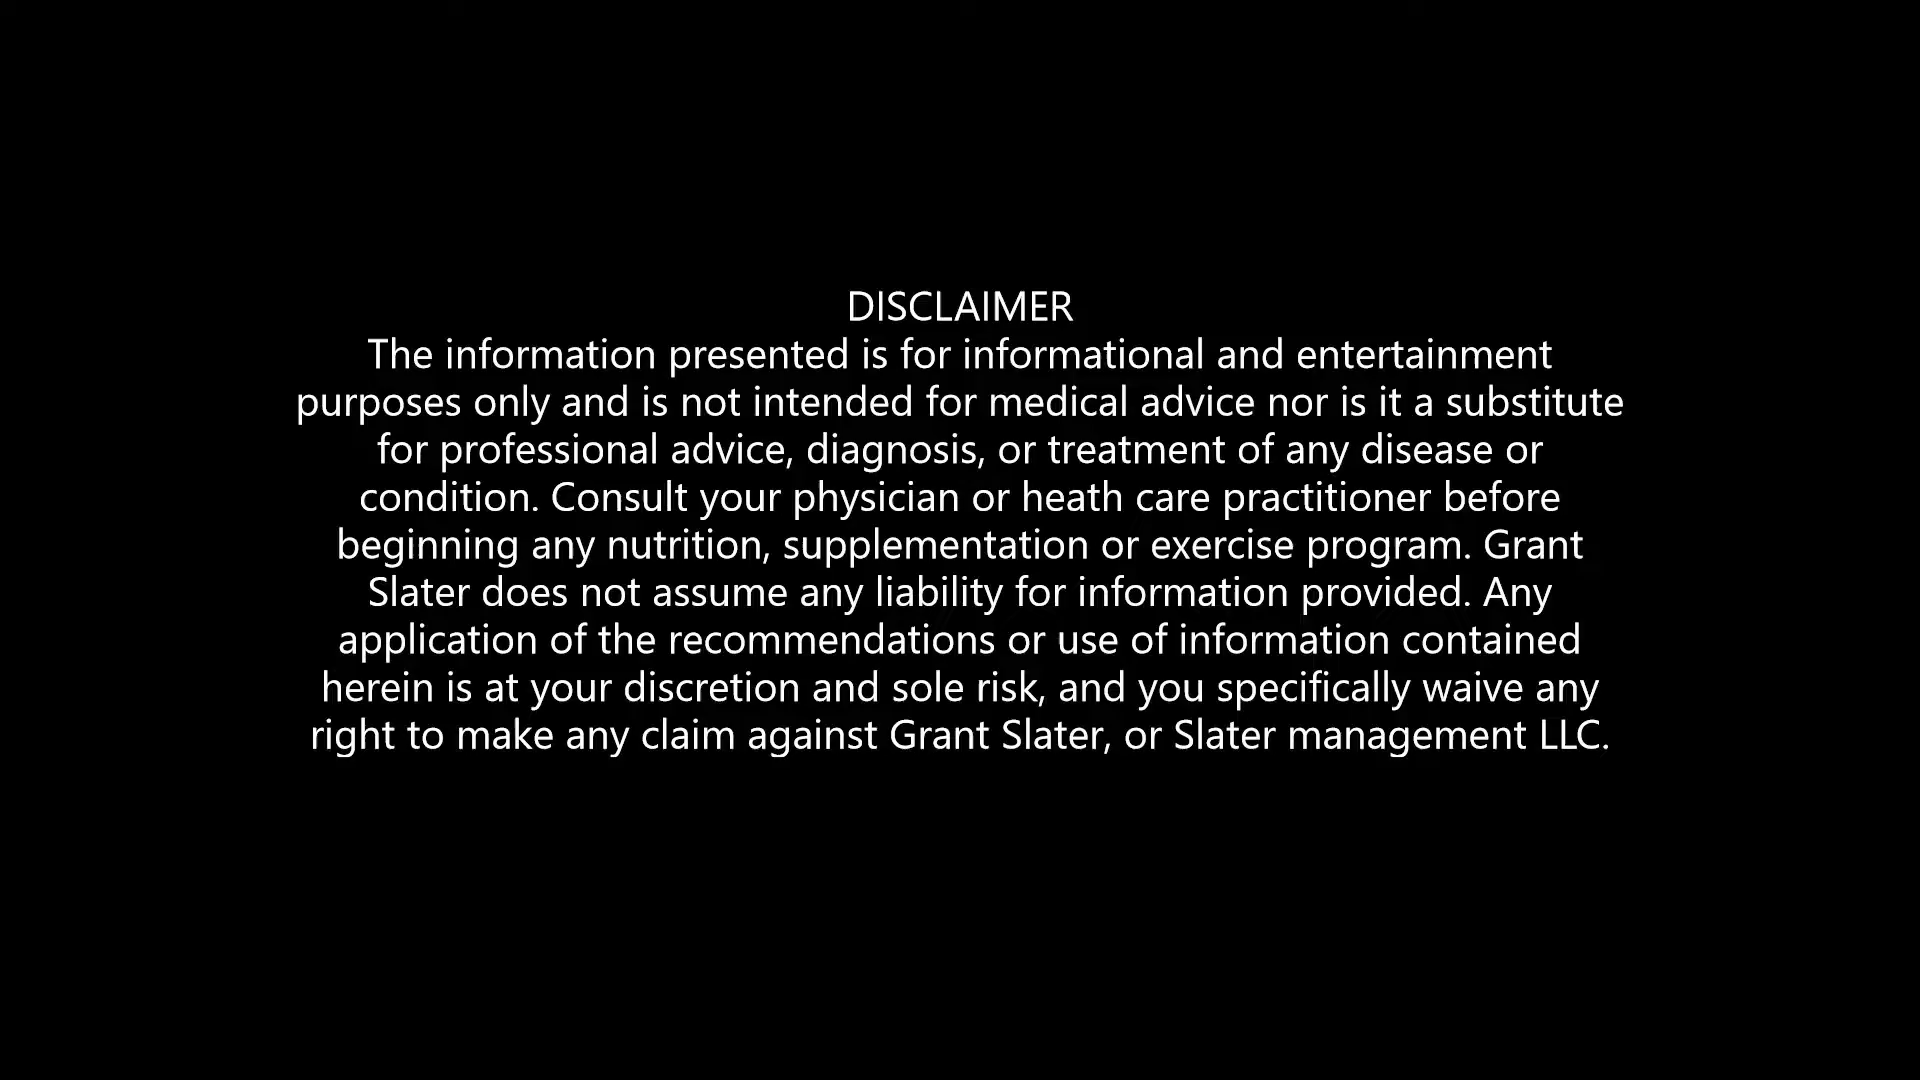 DISCLAIMER
The information presented is for informational and entertainment
purposes only and is not intended for medical advice nor is it a substitute
for professional advice, diagnosis, or treatment of any disease or
condition. Consult your physician or heath care practitioner before
beginning any nutrition, supplementation or exercise program. Grant
Slater does not assume any liability for information provided. Any
application of the recommendations or use of information contained
herein is at your discretion and sole risk, and you specifically waive any
right to make any claim against Grant Slater, or Slater management LLC.